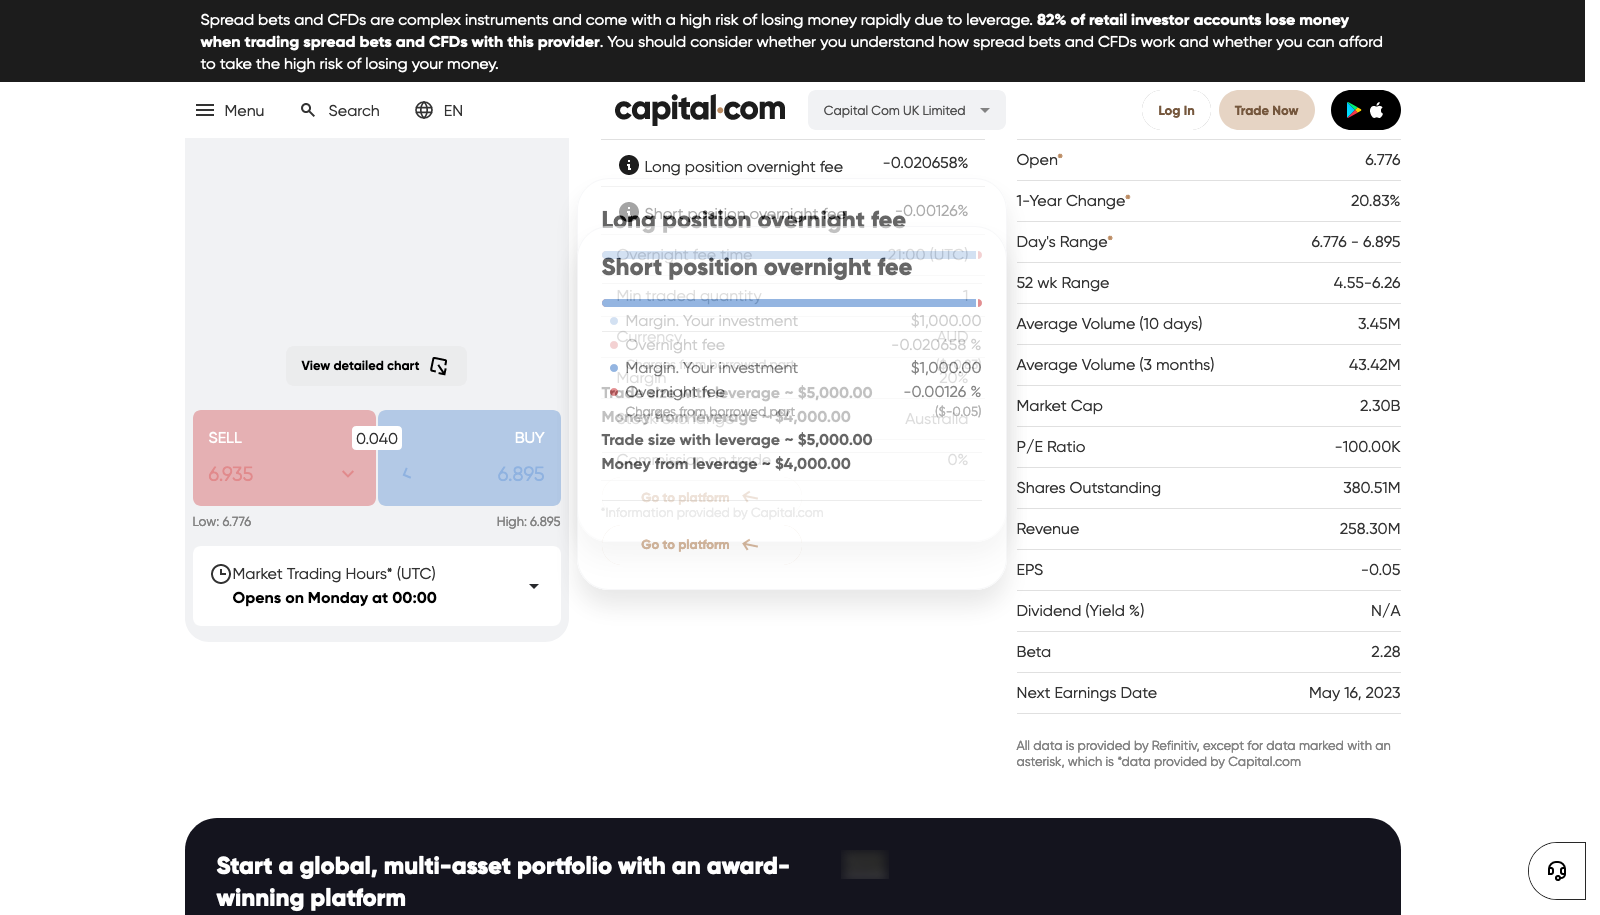 Spread bets and CFDs are complex instruments and come with a high risk of losing money rapidly due to leverage. 82% of retail investor accounts lose money
when trading spread bets and CFDs with this provider. You should consider whether you understand how spread bets and CFDs work and whether you can afford
to take the high risk of losing your money.
Menu Search EN capital.com Capital Com UK Limited Log In Trade Now
View detailed chart
SELL 0.040 BUY
6.935 6.895
Low: 6.776 High: 6.895
Market Trading Hours* (UTC)
Opens on Monday at 00:00
Long position overnight fee -0.020658%
Short position overnight fee -0.00126%
Long position overnight fee
Overnight fee time 21:00 (UTC)
Short position overnight fee
Min traded quantity 1
Margin. Your investment $1,000.00
Currency AUD
Overnight fee -0.020658 %
Charges from borrowed part
Margin. Your investment $1,000.00
Margin 20%
Overnight fee -0.00126 %
Trade size with leverage ~ $5,000.00
Charges from borrowed part ($-0.05)
Money from leverage ~ $4,000.00
Stock exchange Australia
Trade size with leverage ~ $5,000.00
Commission on trade 0%
Money from leverage ~ $4,000.00
Go to platform
*Information provided by Capital.com
Go to platform
Open* 6.776
1-Year Change* 20.83%
Day's Range* 6.776 - 6.895
52 wk Range 4.55-6.26
Average Volume (10 days) 3.45M
Average Volume (3 months) 43.42M
Market Cap 2.30B
P/E Ratio -100.00K
Shares Outstanding 380.51M
Revenue 258.30M
EPS -0.05
Dividend (Yield %) N/A
Beta 2.28
Next Earnings Date May 16, 2023
All data is provided by Refinitiv, except for data marked with an
asterisk, which is *data provided by Capital.com
Start a global, multi-asset portfolio with an award-
winning platform